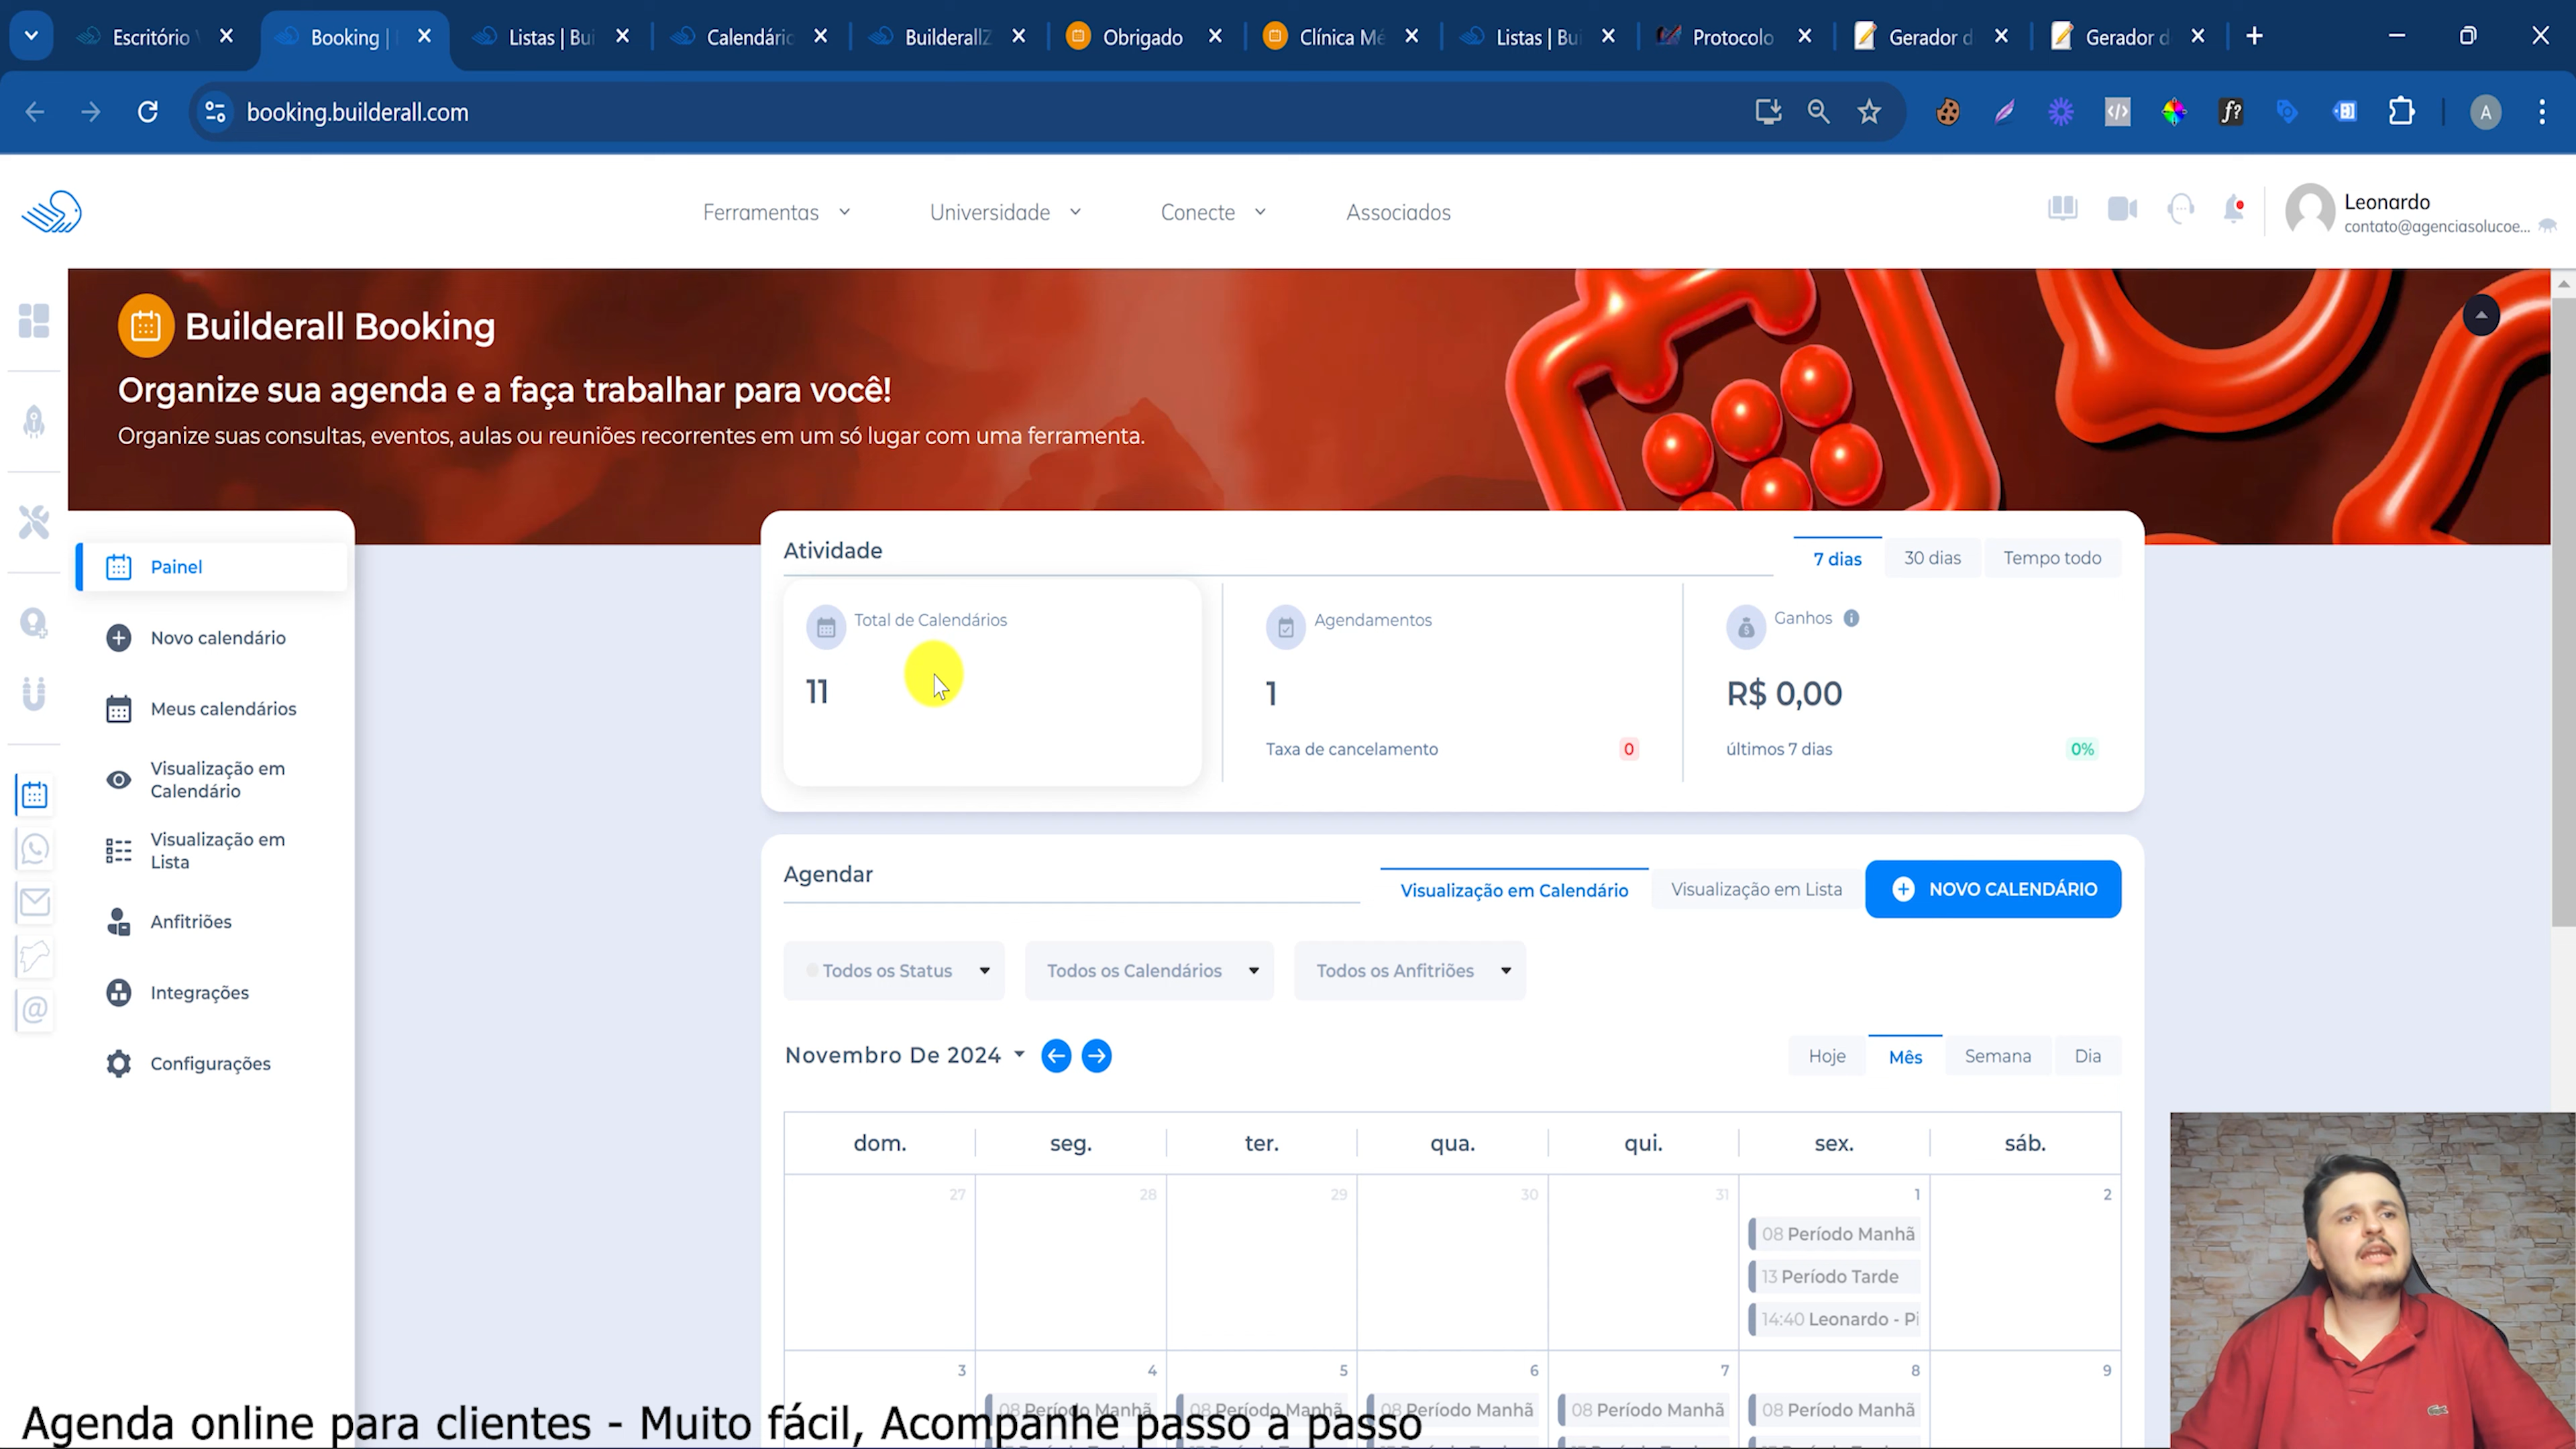 Escritório
Booking |
Listas | Bui
Calendário
BuilderallZ
Obrigado
Clínica Mé
Listas | Bui
Protocolo
Gerador d
Gerador d
booking.builderall.com
A
Ferramentas
Universidade
Conecte
Associados
Leonardo
contato@agenciasolucoe...
Builderall Booking
Organize sua agenda e a faça trabalhar para você!
Organize suas consultas, eventos, aulas ou reuniões recorrentes em um só lugar com uma ferramenta.
Painel
Novo calendário
Meus calendários
Visualização em
Calendário
Visualização em
Lista
Anfitriões
Integrações
Configurações
Atividade
7 dias
30 dias
Tempo todo
Total de Calendários
11
Agendamentos
1
Taxa de cancelamento
0
Ganhos
R$ 0,00
últimos 7 dias
0%
Agendar
Visualização em Calendário
Visualização em Lista
NOVO CALENDÁRIO
Todos os Status
Todos os Calendários
Todos os Anfitriões
Novembro De 2024
Hoje
Mês
Semana
Dia
dom. seg. ter. qua. qui. sex. sáb.
27 28 29 30 31 1 2
08 Período Manhã
13 Período Tarde
14:40 Leonardo - Pi
3 4 5 6 7 8 9
08 Período Manhã 08 Período Manhã 08 Período Manhã 08 Período Manhã 08 Período Manhã
Agenda online para clientes - Muito fácil, Acompanhe passo a passo